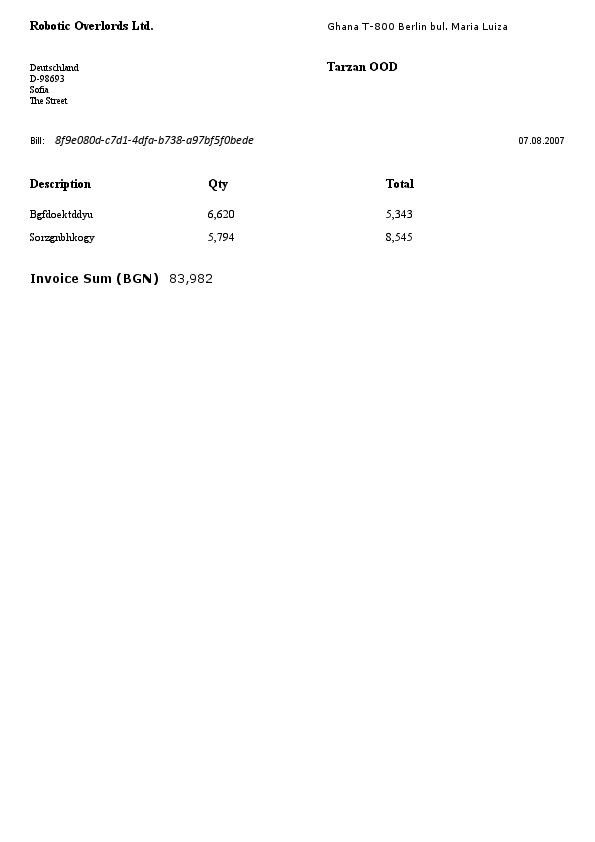 Robotic Overlords Ltd.
Ghana T-800 Berlin bul. Maria Luiza
Deutschland
D-98693
Sofia
The Street
Tarzan OOD
Bill: 8f9e080d-c7d1-4dfa-b738-a97bf5f0bede 07.08.2007
Description Qty Total
Bgfdoektddyu 6,620 5,343
Sorzgnbhkogy 5,794 8,545
Invoice Sum (BGN) 83,982